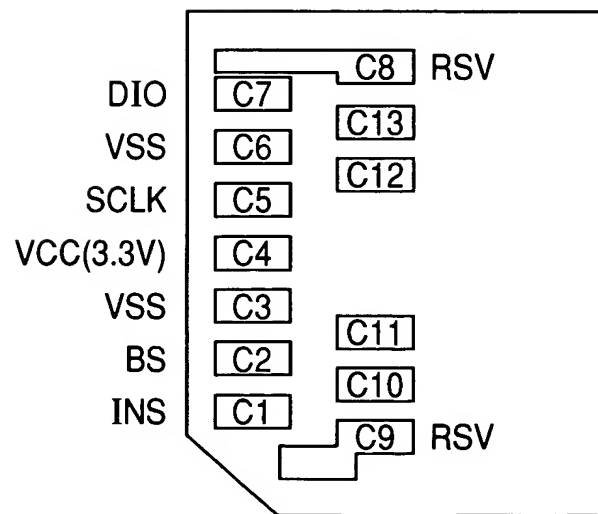 C8 RSV
DIO C7
C13
VSS C6
C12
SCLK C5
VCC(3.3V) C4
VSS C3
C11
BS C2
C10
INS C1
C9 RSV